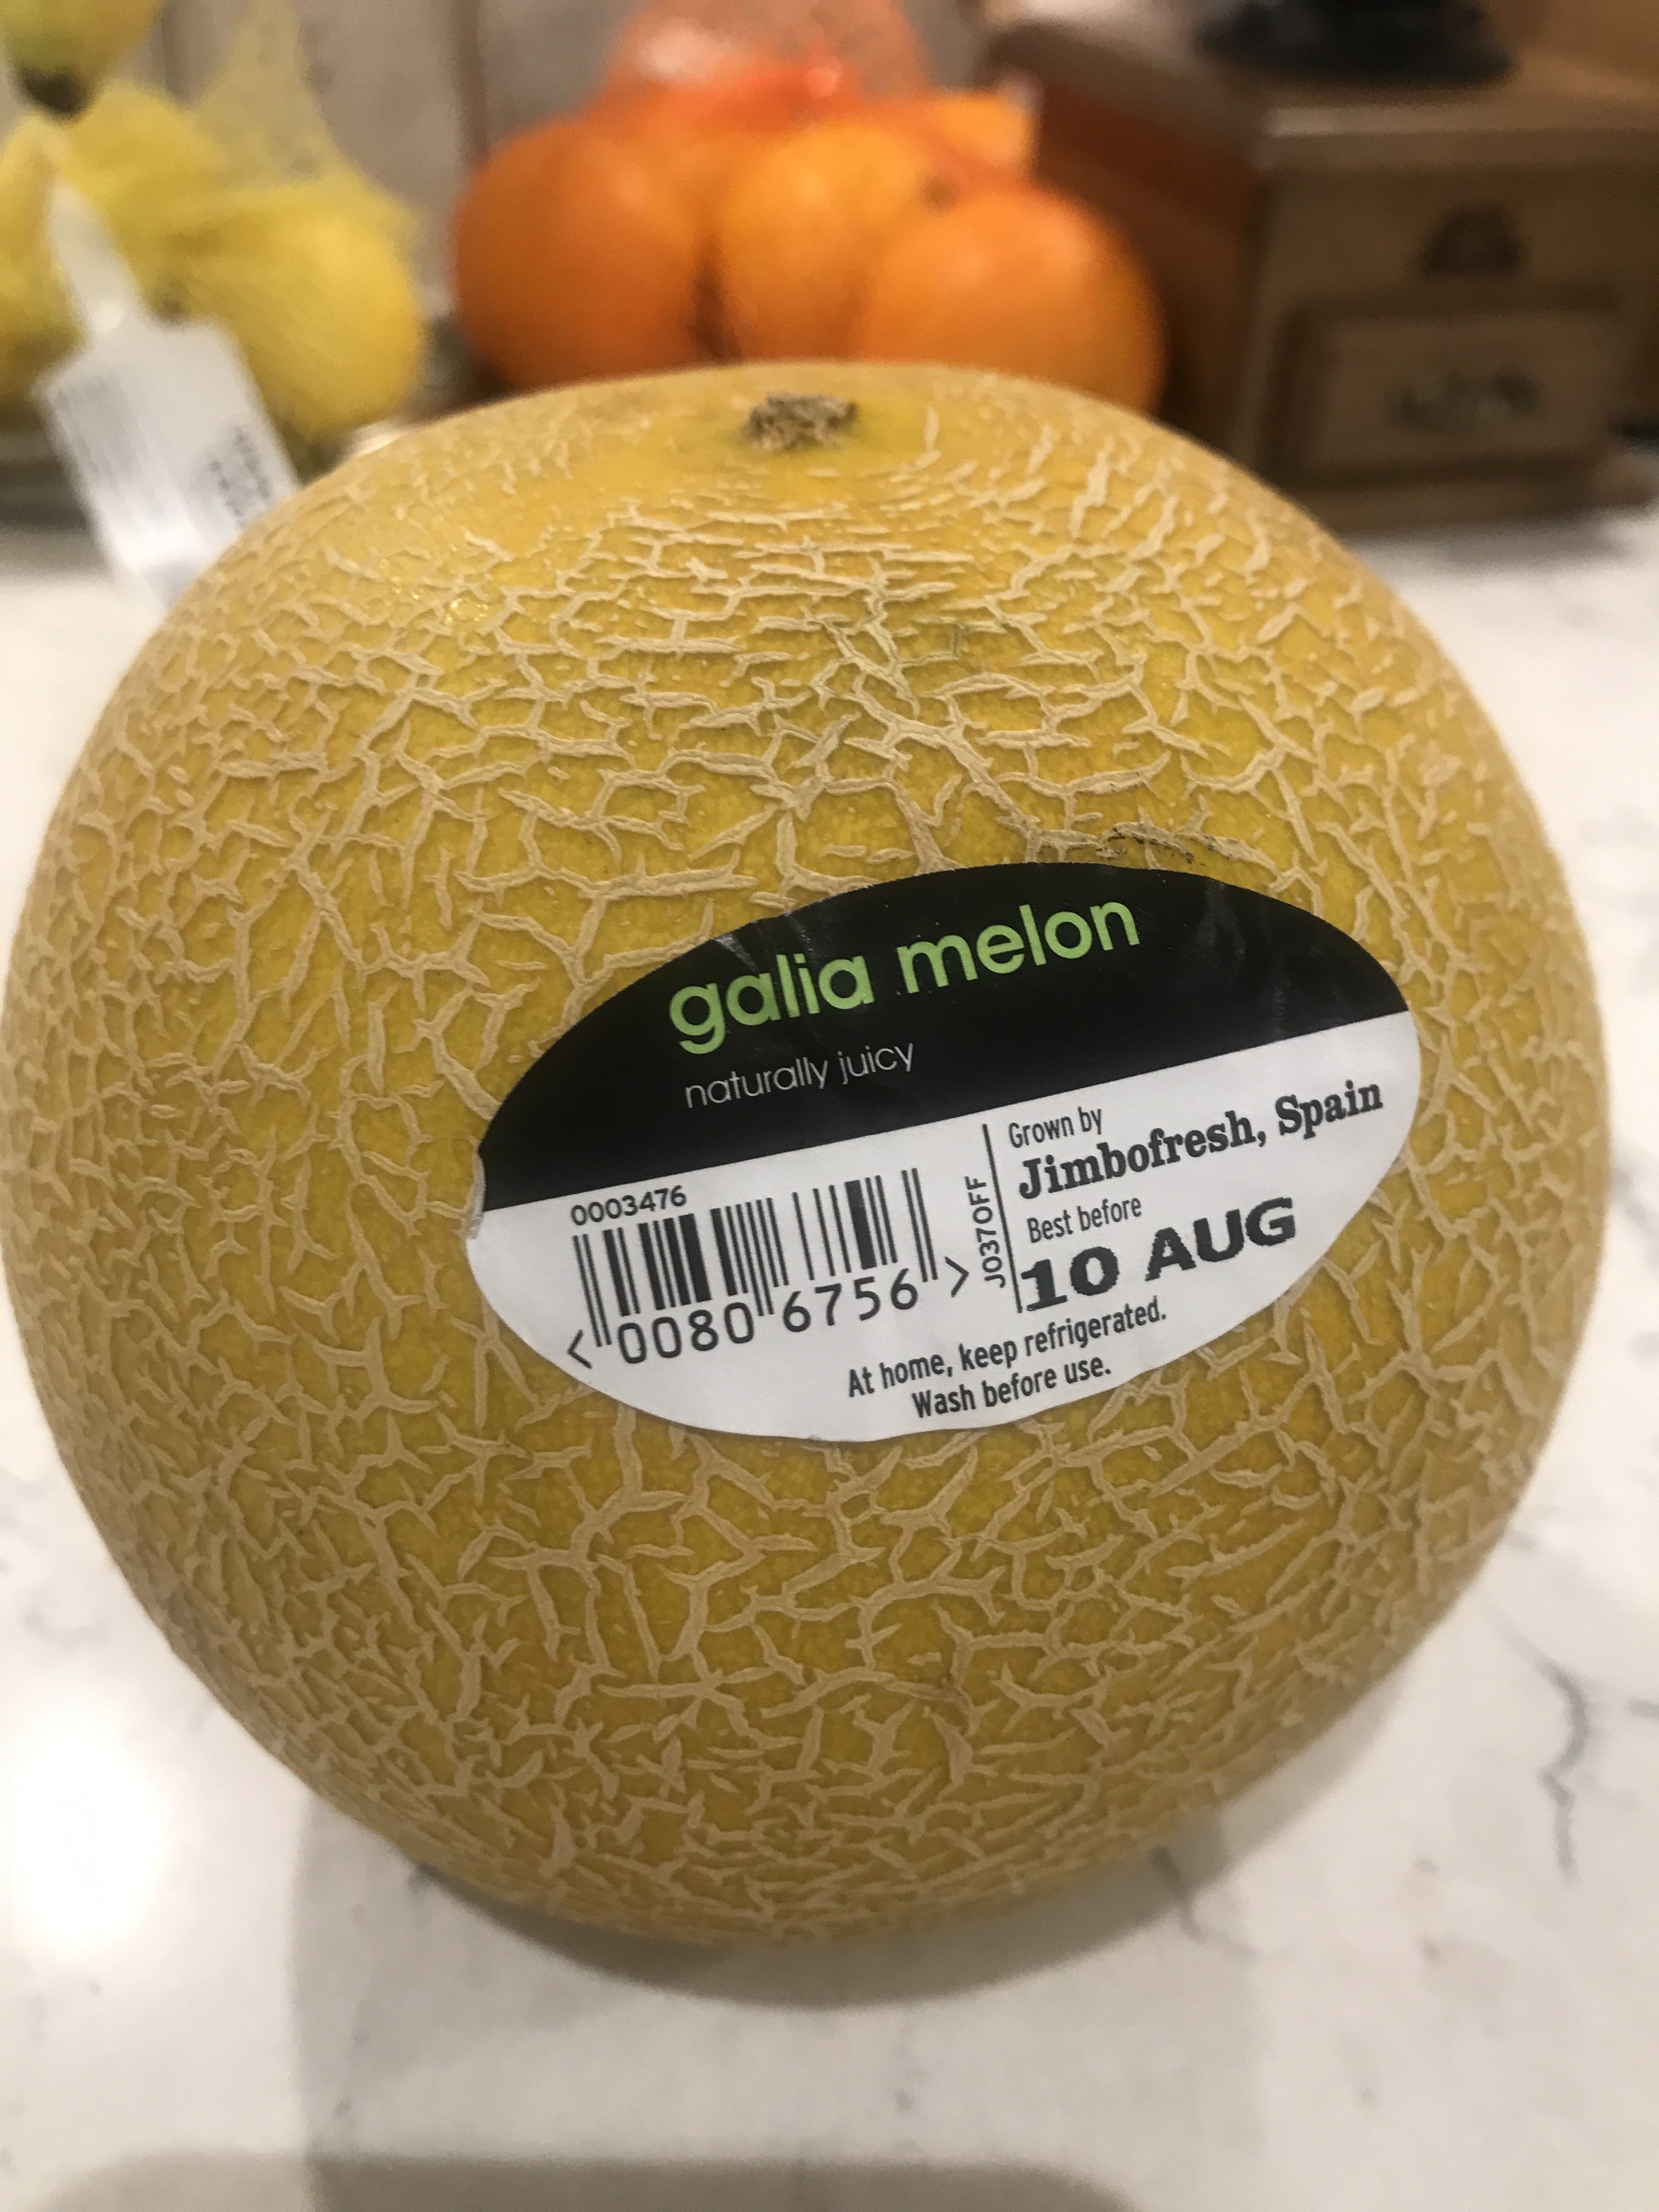 galia melon
naturally juicy
0003476
<0080 6756>
J037OFF
Grown by
Jimbofresh, Spain
Best before
10 AUG
At home, keep refrigerated.
Wash before use.